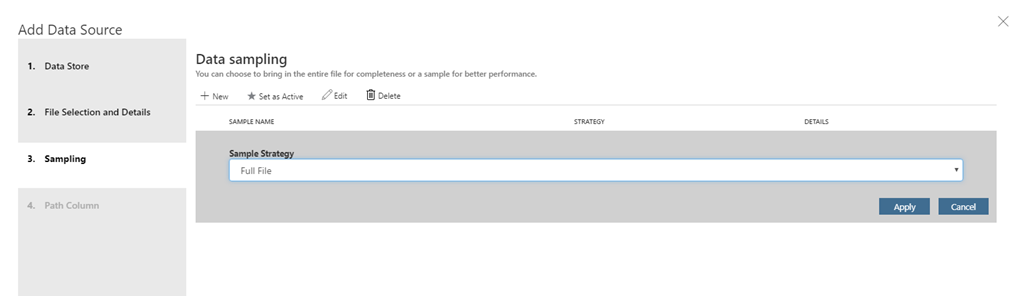 Add Data Source
1. Data Store
2. File Selection and Details
3. Sampling
4. Path Column
Data sampling
You can choose to bring in the entire file for completeness or a sample for better performance.
New Set as Active Edit Delete
SAMPLE NAME STRATEGY DETAILS
Sample Strategy
Full File
Apply Cancel